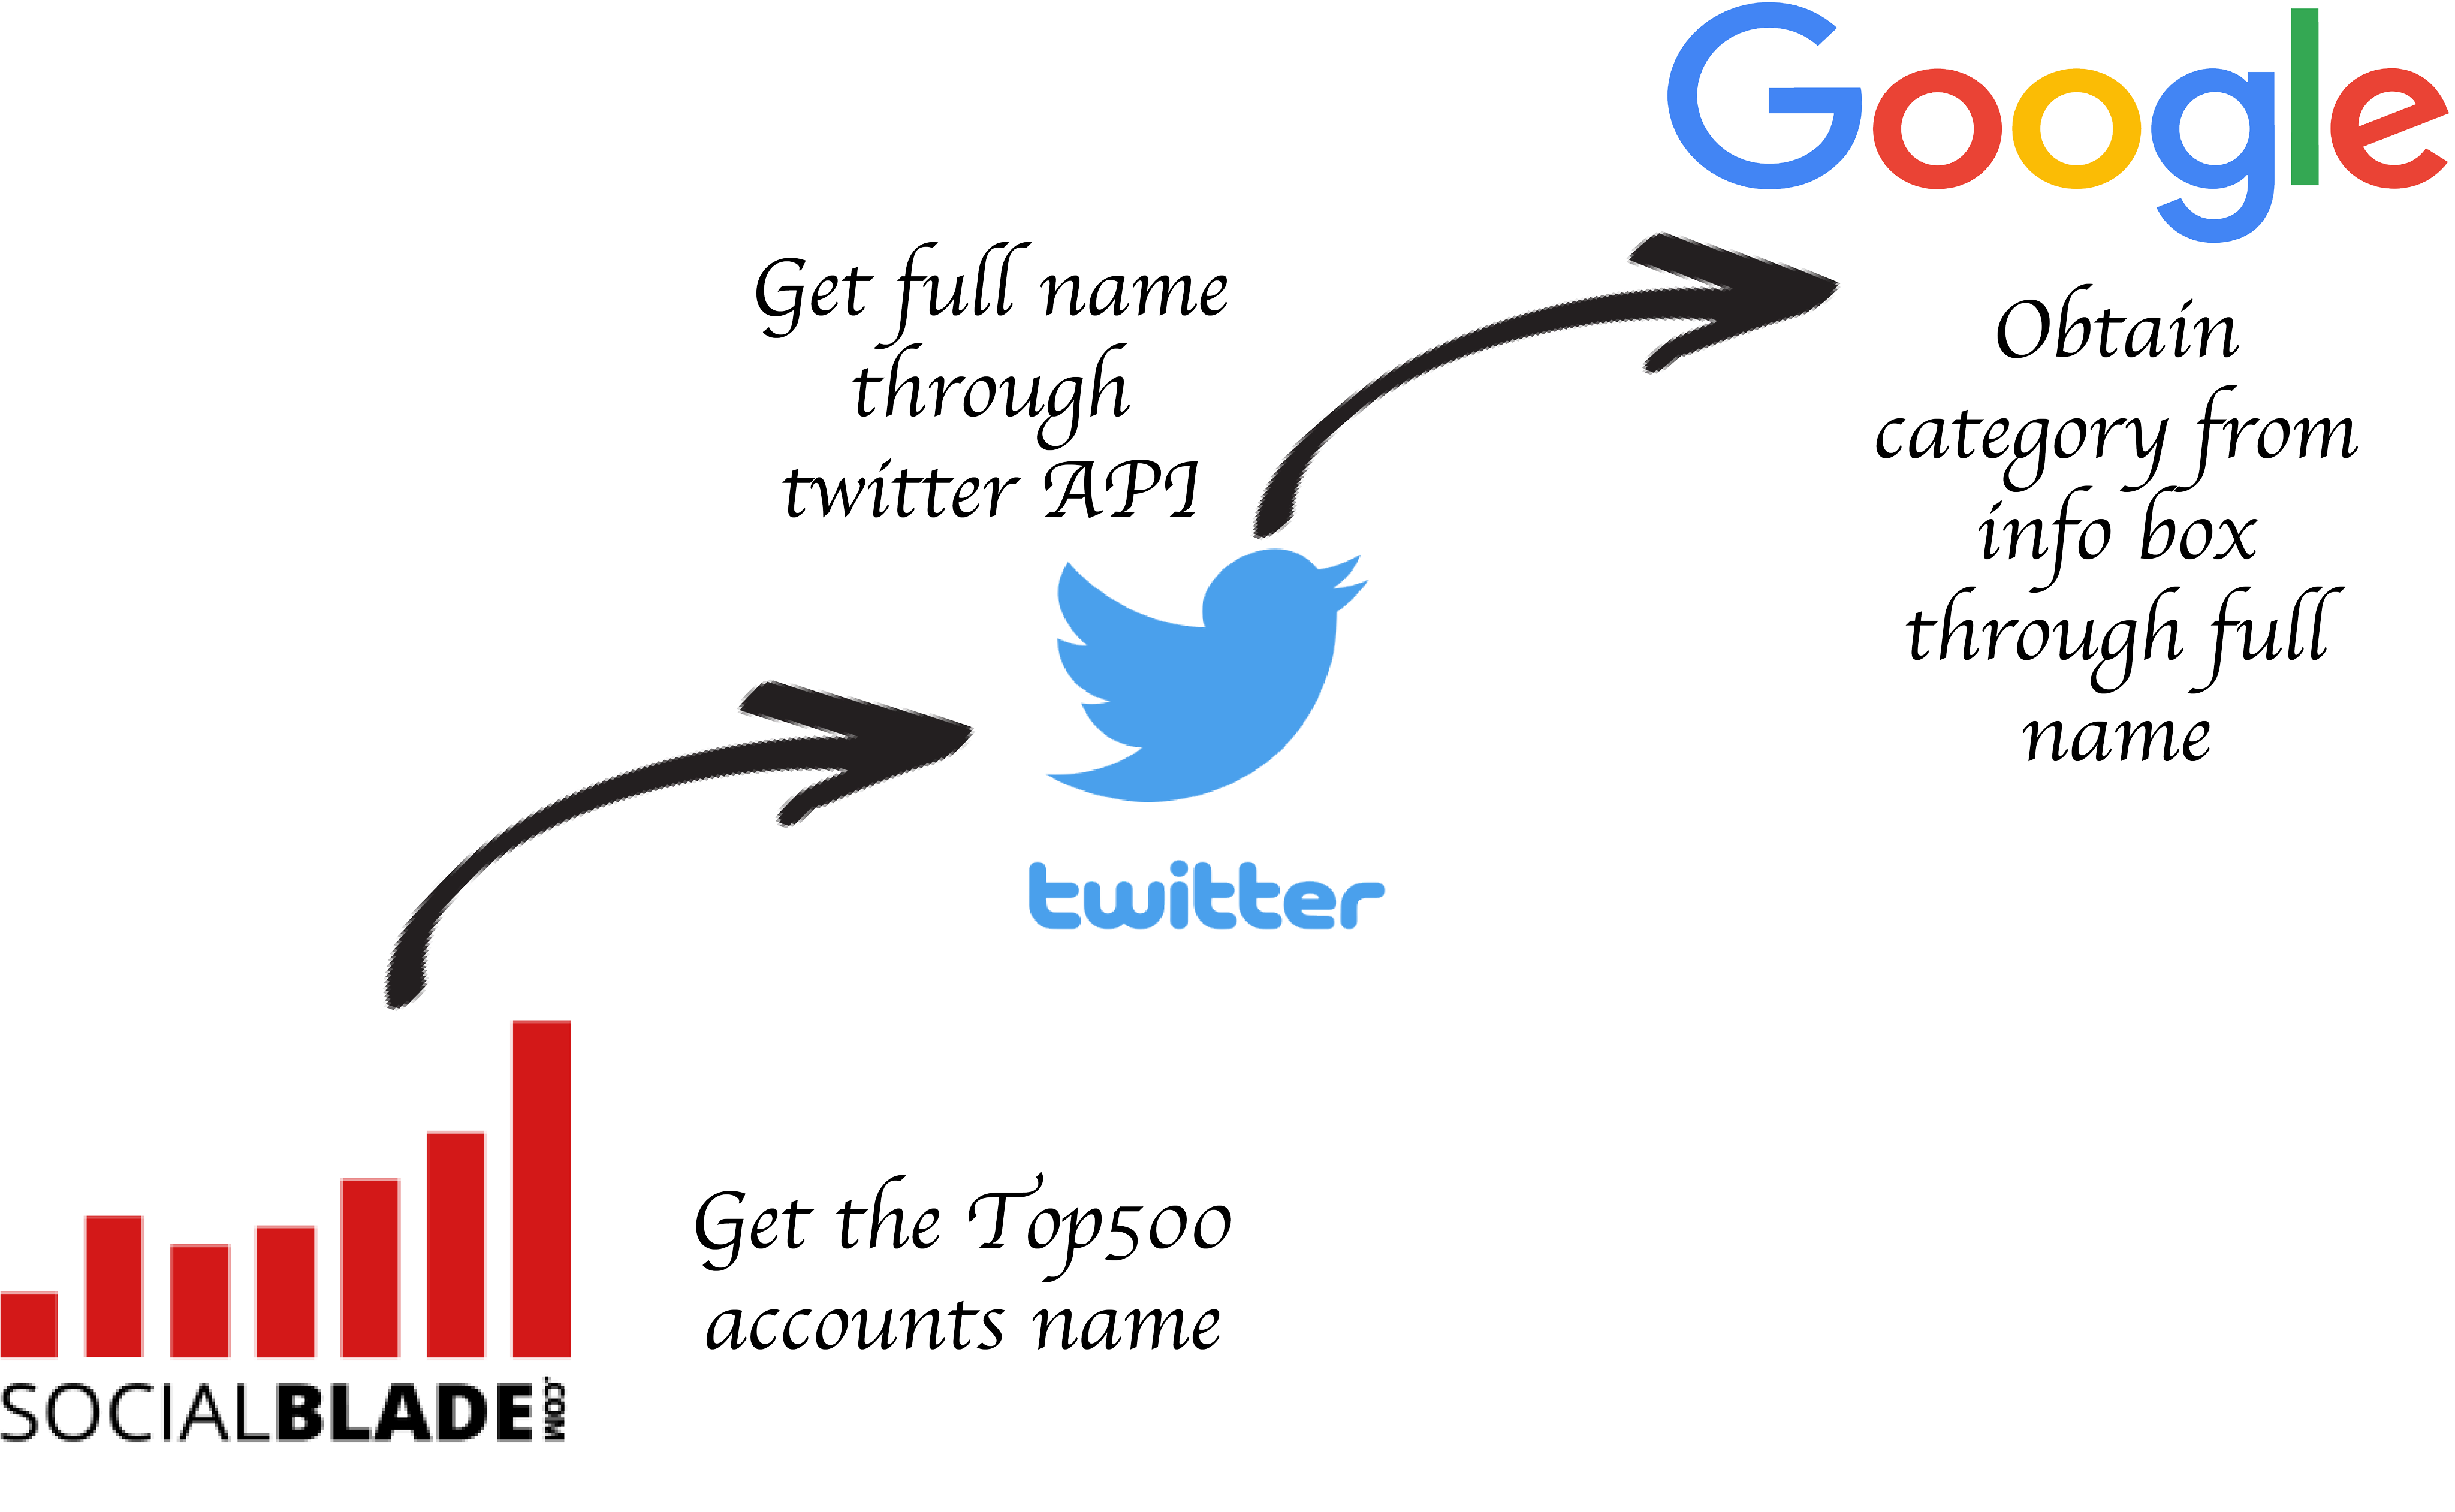 Google
Get full name
through
twitter API
Obtain
category from
info box
through full
name
twitter
Get the Top500
accounts name
SOCIALBLADE.COM